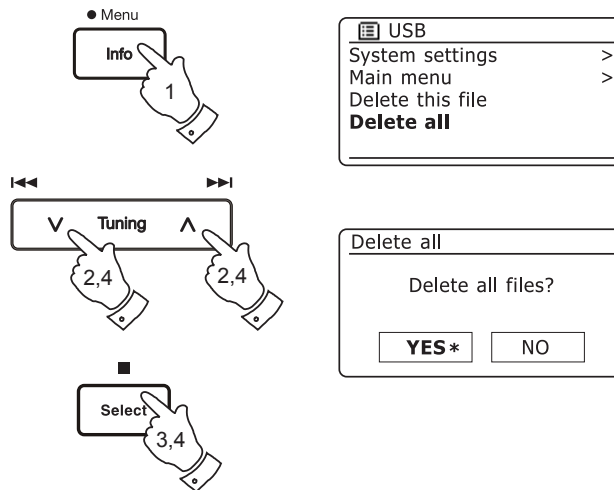 Menu
Info
1
Tuning
2,4
2,4
Select
3,4
USB
System settings >
Main menu >
Delete this file
Delete all
Delete all
Delete all files?
YES*
NO